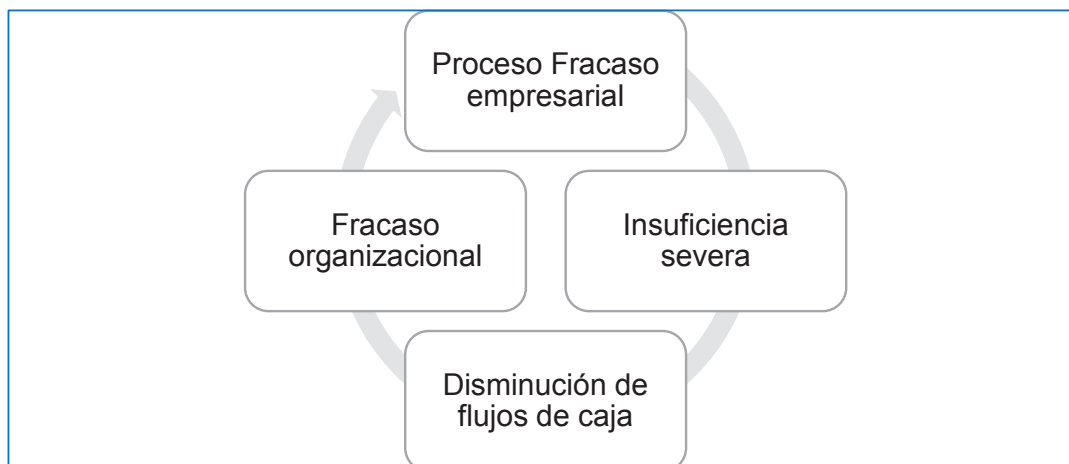 Proceso Fracaso
empresarial
Insuficiencia
severa
Disminución de
flujos de caja
Fracaso
organizacional